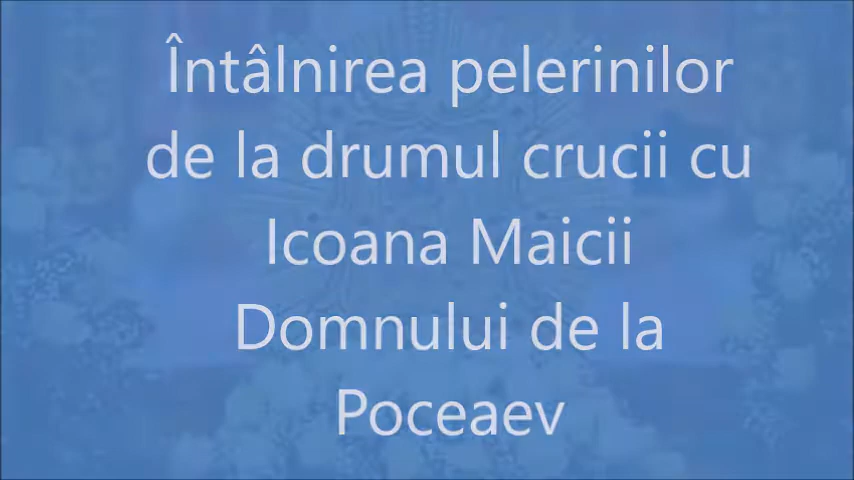 Întâlnirea pelerinilor
de la drumul crucii cu
Icoana Maicii
Domnului de la
Poceaev